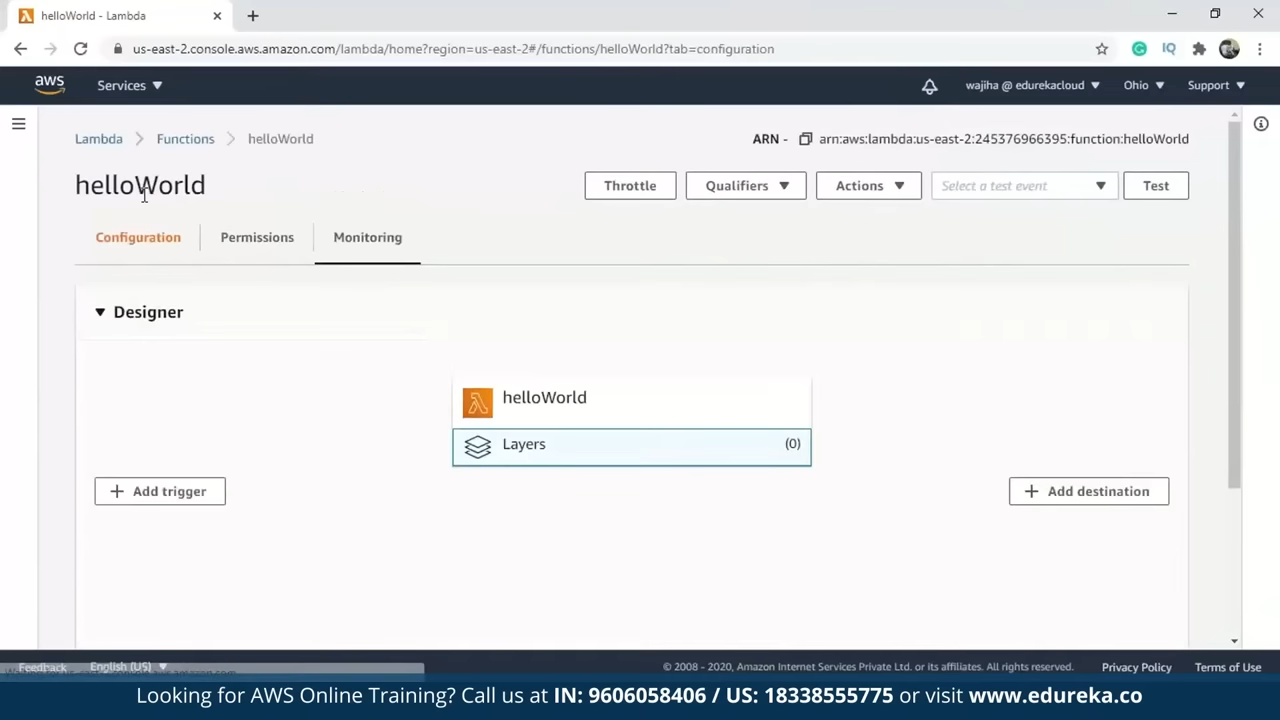 helloWorld - Lambda
us-east-2.console.aws.amazon.com/lambda/home?region=us-east-2#/functions/helloWorld?tab=configuration
IQ
aws Services wajiha @ edurekacloud Ohio Support
Lambda Functions helloWorld ARN - arn:aws:lambda:us-east-2:245376966395:function:helloWorld
helloWorld Throttle Qualifiers Actions Select a test event Test
Configuration Permissions Monitoring
Designer
helloWorld
Layers (0)
+ Add trigger + Add destination
Feedback English (US) © 2008 - 2020, Amazon Internet Services Private Ltd. or its affiliates. All rights reserved. Privacy Policy Terms of Use
Looking for AWS Online Training? Call us at IN: 9606058406 / US: 18338555775 or visit www.edureka.co